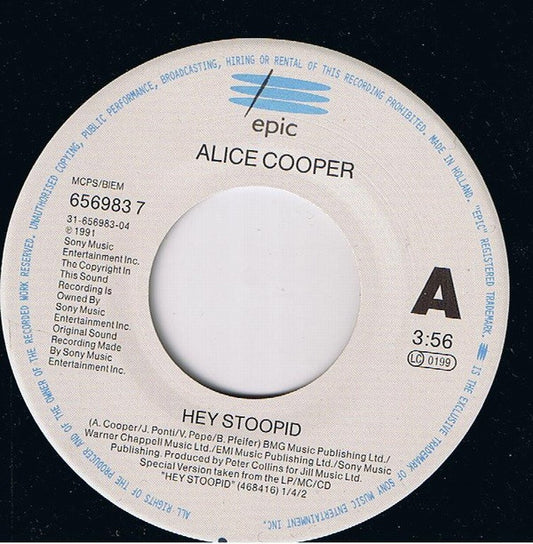 epic
ALICE COOPER
MCPS/BIEM
656983 7
31-656983-04
℗ 1991
Sony Music
Entertainment Inc.
The Copyright In
This Sound
Recording Is
Owned By
Sony Music
Entertainment Inc.
Original Sound
Recording Made
By Sony Music
Entertainment Inc.
A
3:56
LC 0199
HEY STOOPID
(A. Cooper/J. Ponti/V. Pepe/B. Pfeifer) BMG Music Publishing Ltd./
Warner Chappell Music Ltd./EMI Music Publishing Ltd./Sony Music
Publishing. Produced by Peter Collins for Jill Music Ltd.
Special Version taken from the LP/MC/CD
"HEY STOOPID" (468416) 1/4/2
ALL RIGHTS OF THE PRODUCER AND OF THE OWNER OF THE RECORDED WORK RESERVED. UNAUTHORISED COPYING, PUBLIC PERFORMANCE, BROADCASTING, HIRING OR RENTAL OF THIS RECORDING PROHIBITED. MADE IN HOLLAND. "EPIC" REGISTERED TRADEMARK. IS THE EXCLUSIVE TRADEMARK OF SONY MUSIC ENTERTAINMENT INC.